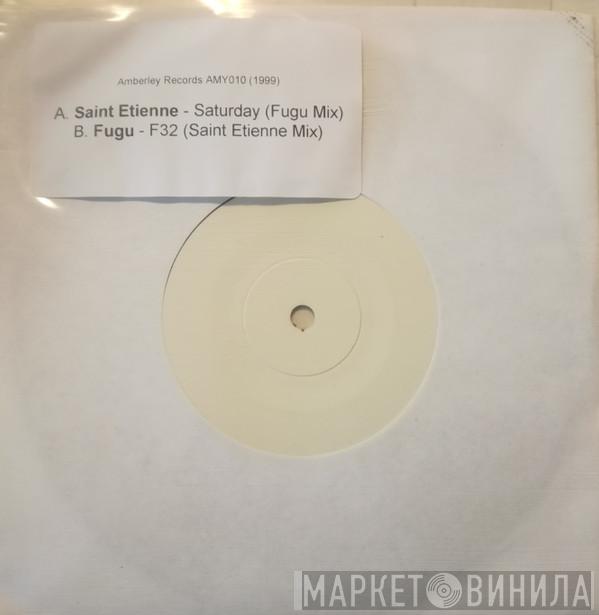 Amberley Records AMY010 (1999)
A. Saint Etienne - Saturday (Fugu Mix)
B. Fugu - F32 (Saint Etienne Mix)
МАРКЕТ ВИНИЛА